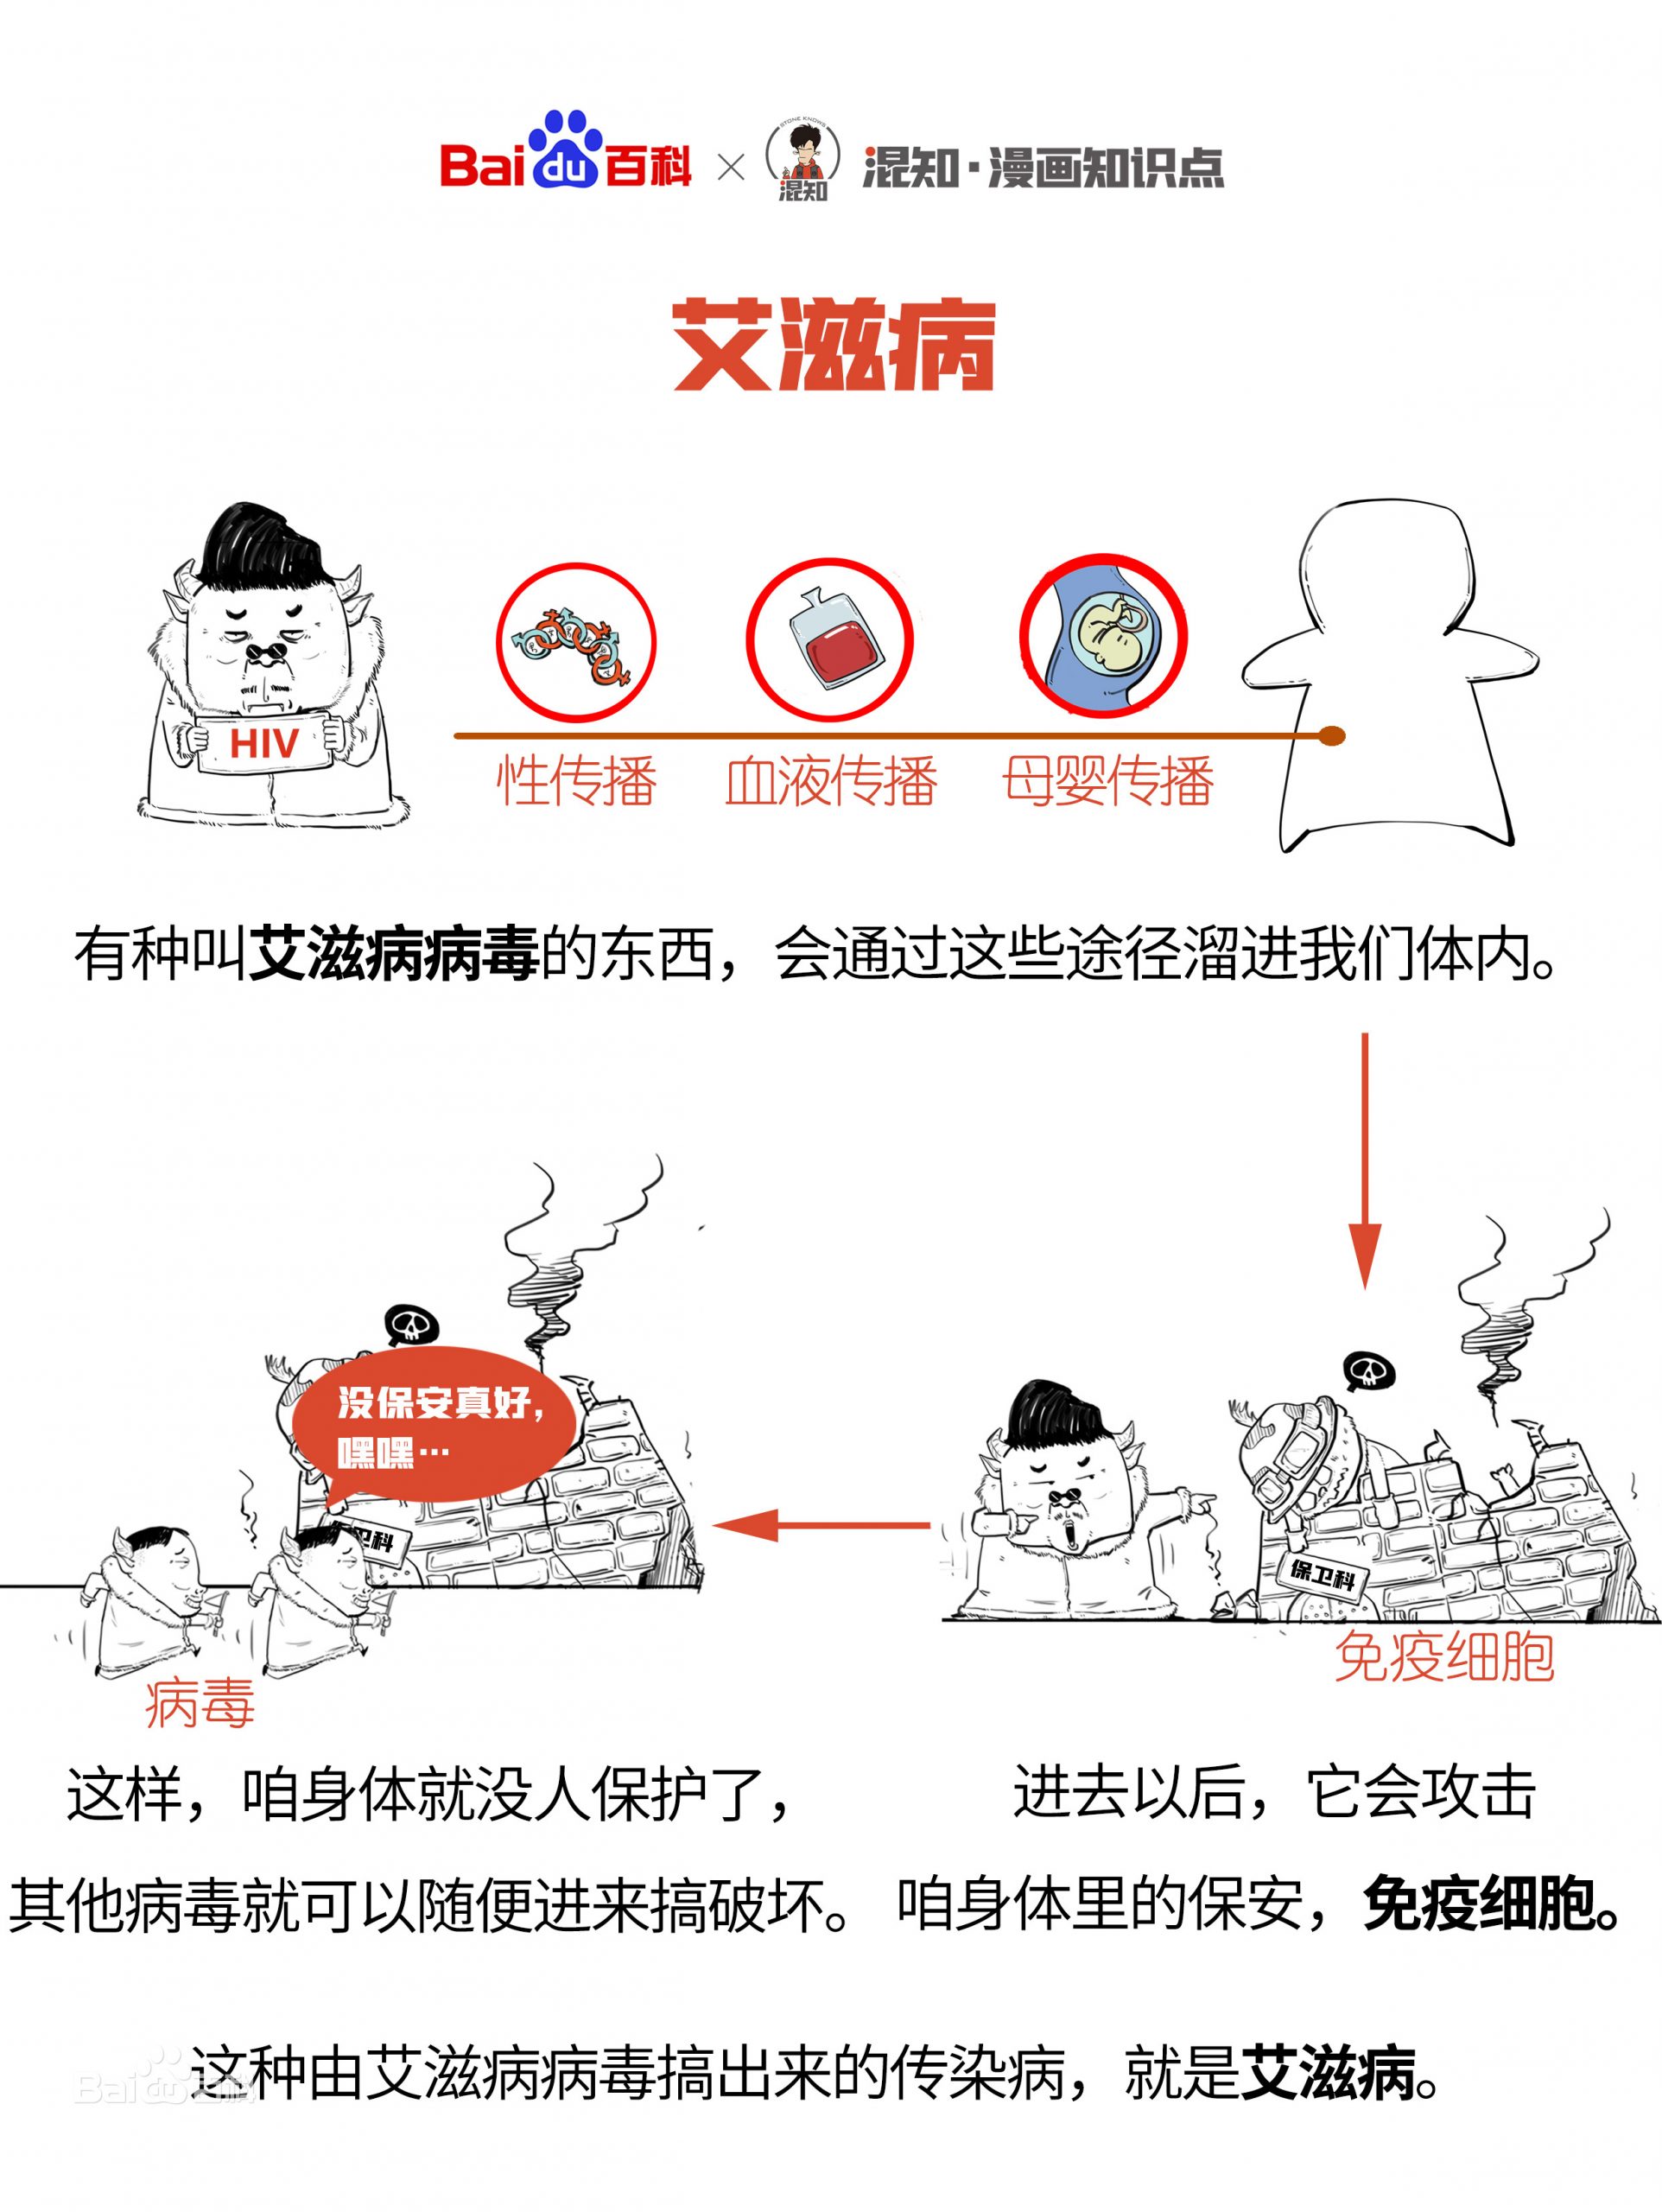 Baidu百科 × STONE KNOWS 混知 混知·漫画知识点
艾滋病
HIV
性传播 血液传播 母婴传播
有种叫艾滋病病毒的东西，会通过这些途径溜进我们体内。
保卫科
免疫细胞
进去以后，它会攻击
咱身体里的保安，免疫细胞。
没保安真好，
嘿嘿…
卫科
病毒
这样，咱身体就没人保护了，
其他病毒就可以随便进来搞破坏。
这种由艾滋病病毒搞出来的传染病，就是艾滋病。
Baidu百科